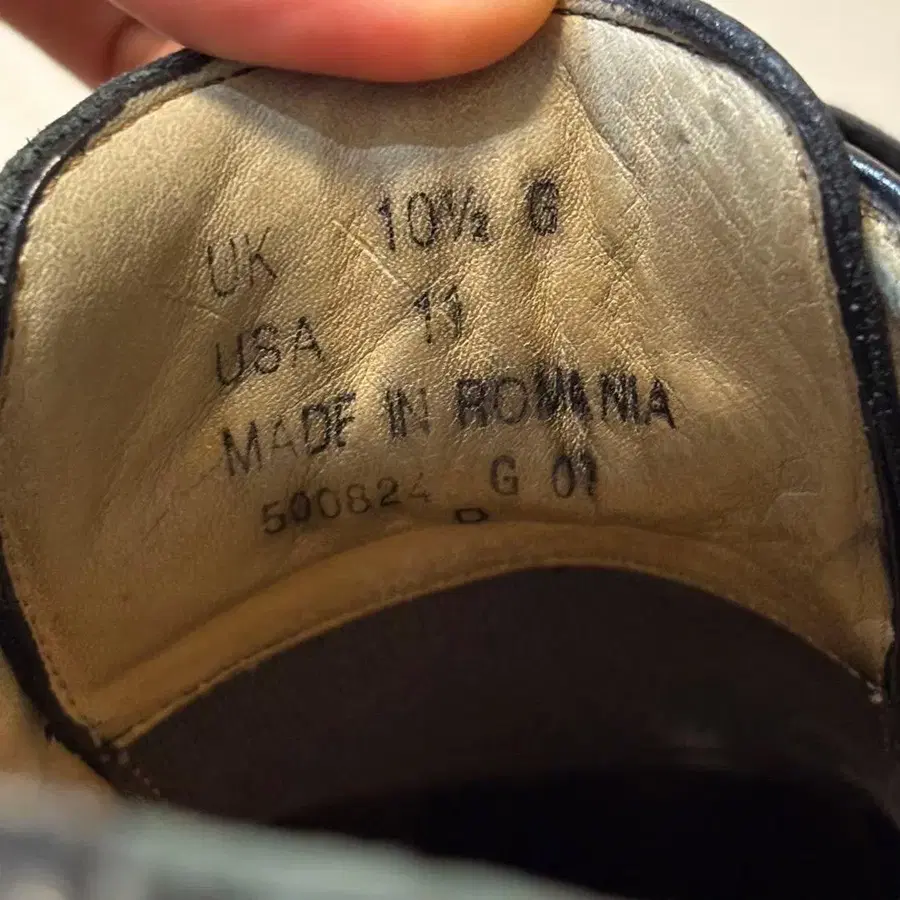 UK 10½ G
USA 11
MADE IN ROMANIA
500824 G 01
D